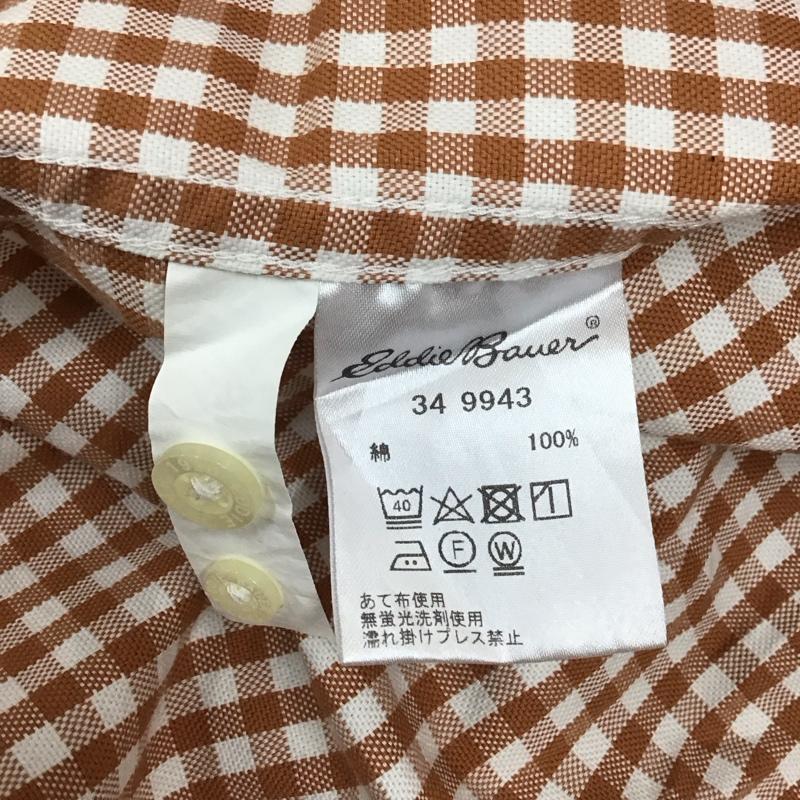 Eddie Bauer®
34 9943
綿 100%
40
F W
あて布使用
無蛍光洗剤使用
濡れ掛けプレス禁止